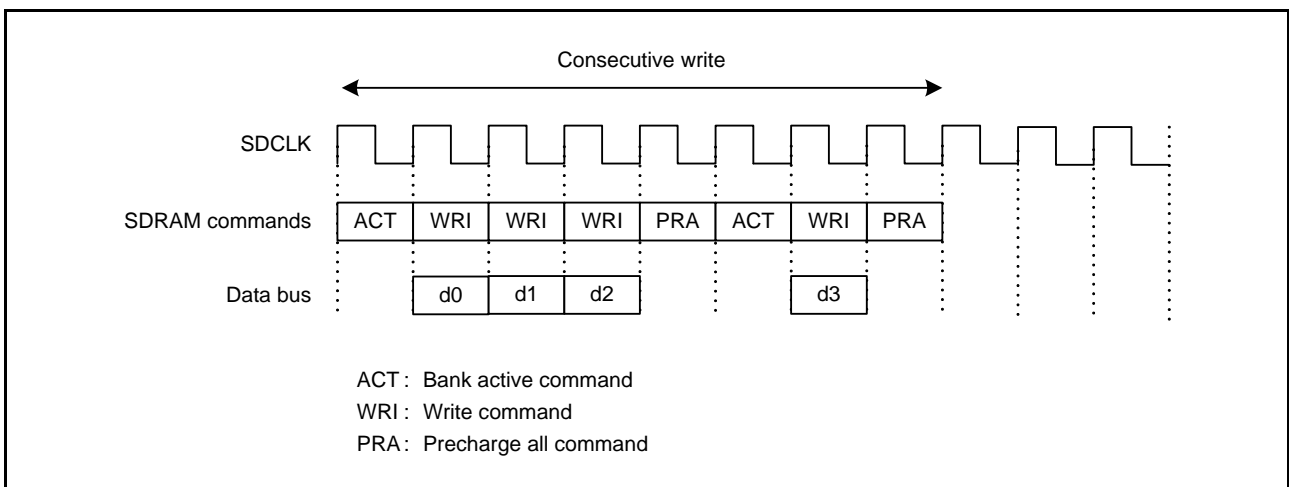 Consecutive write
SDCLK
SDRAM commands ACT WRI WRI WRI PRA ACT WRI PRA
Data bus d0 d1 d2 d3
ACT : Bank active command
WRI : Write command
PRA : Precharge all command